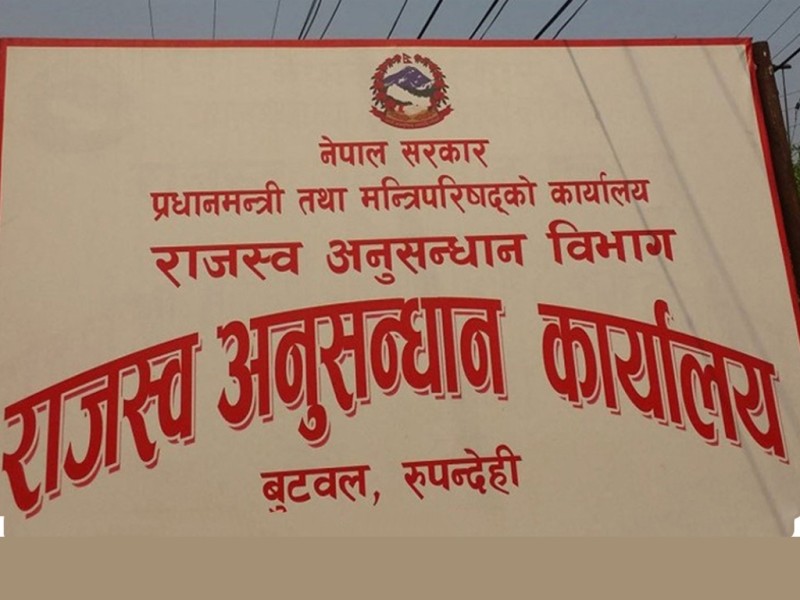 नेपाल सरकार
प्रधानमन्त्री तथा मन्त्रिपरिषद्को कार्यालय
राजस्व अनुसन्धान विभाग
राजस्व अनुसन्धान कार्यालय
बुटवल, रुपन्देही